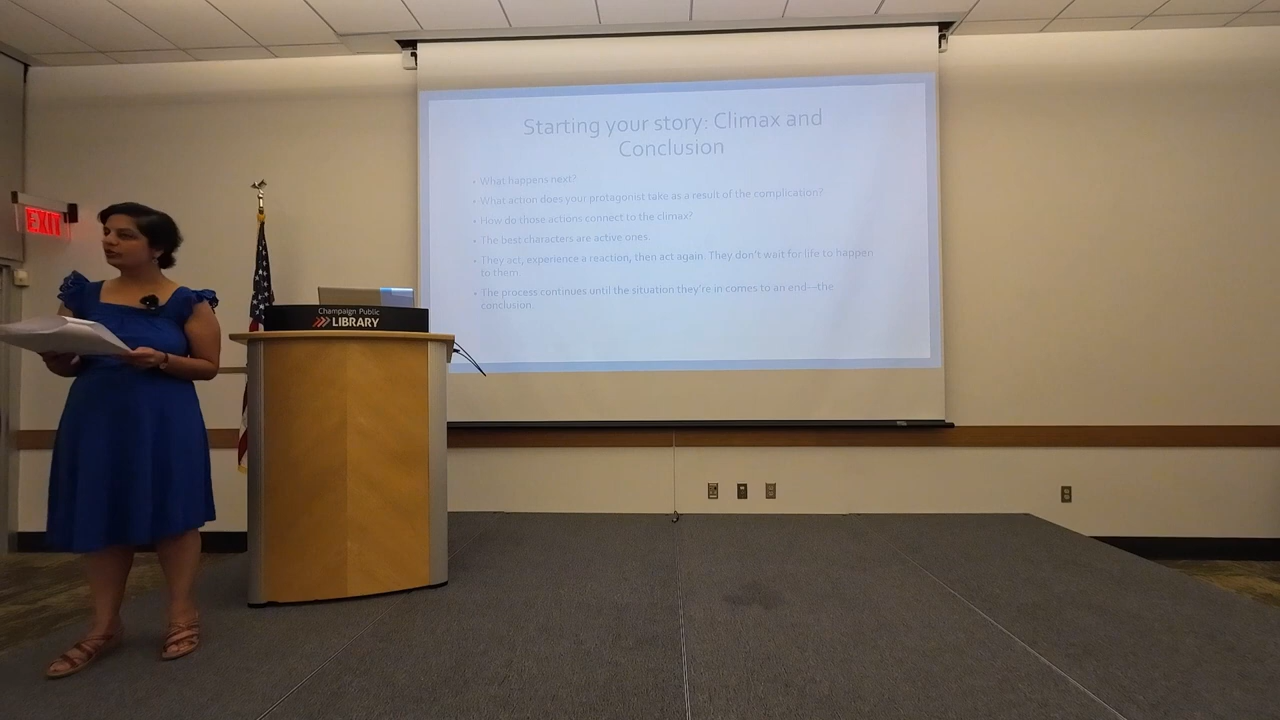 Starting your story: Climax and
Conclusion
• What happens next?
• What action does your protagonist take as a result of the complication?
• How do those actions connect to the climax?
• The best characters are active ones.
• They act, experience a reaction, then act again. They don't wait for life to happen
to them.
• The process continues until the situation they're in comes to an end—the
conclusion.
EXIT
Champaign Public
LIBRARY